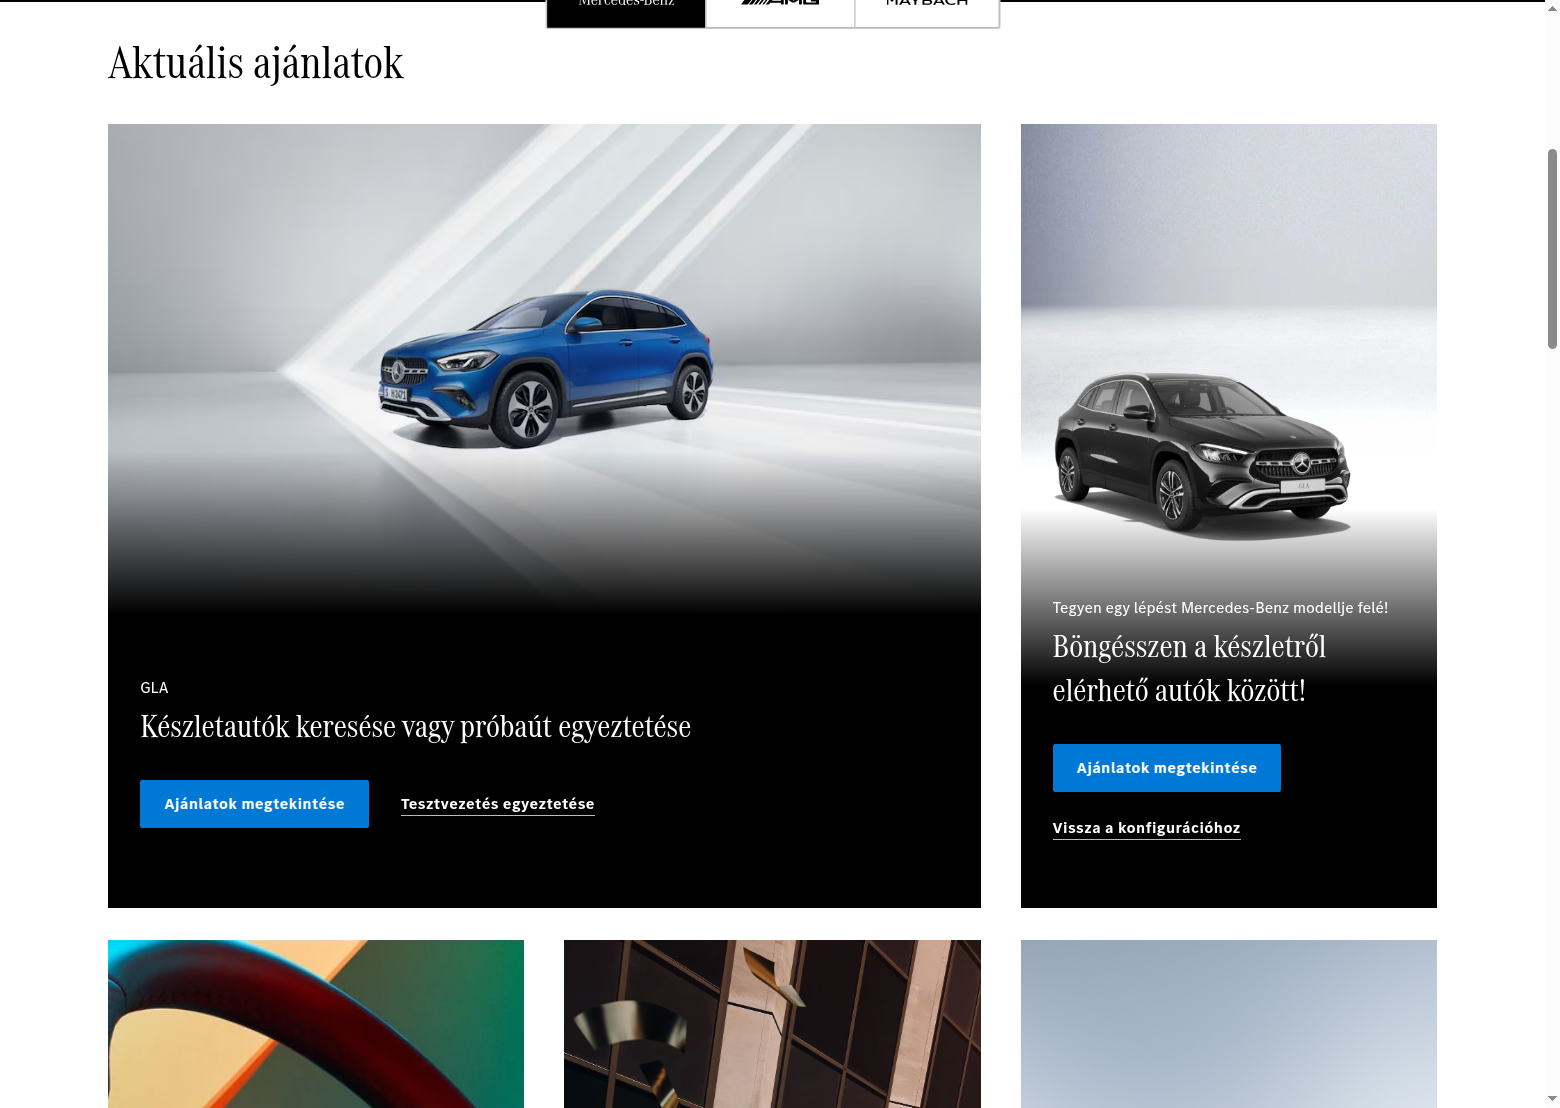 Mercedes-Benz
AMG
MAYBACH
Aktuális ajánlatok
GLA
Tegyen egy lépést Mercedes-Benz modellje felé!
Böngésszen a készletről
elérhető autók között!
GLA
Készletautók keresése vagy próbaút egyeztetése
Ajánlatok megtekintése
Tesztvezetés egyeztetése
Ajánlatok megtekintése
Vissza a konfigurációhoz